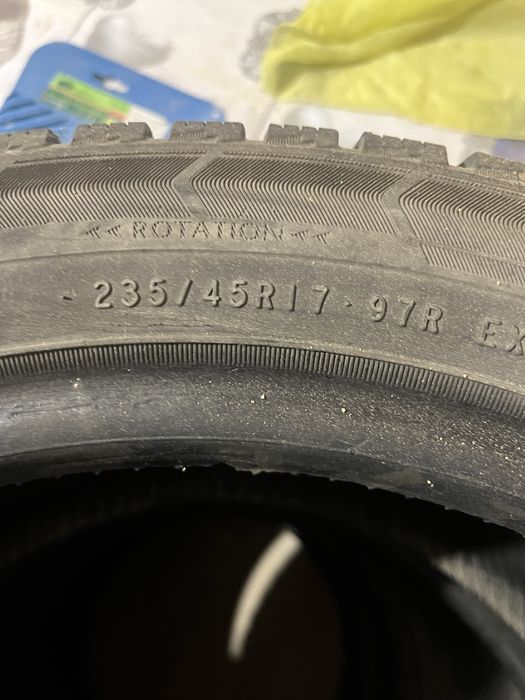 << ROTATION <<
235/45R17 97R EX